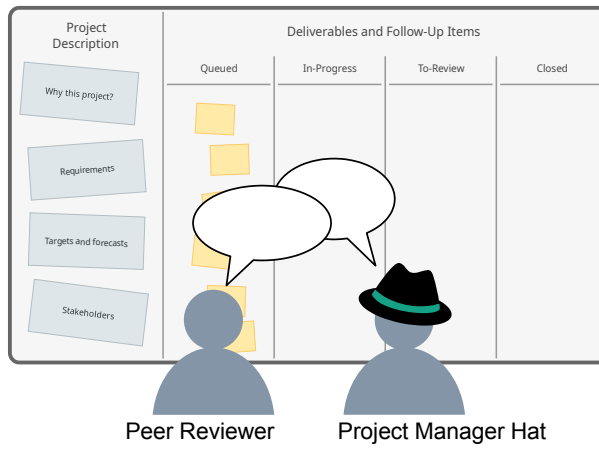 Project
Description
Deliverables and Follow-Up Items
Queued
In-Progress
To-Review
Closed
Why this project?
Requirements
Targets and forecasts
Stakeholders
Peer Reviewer
Project Manager Hat